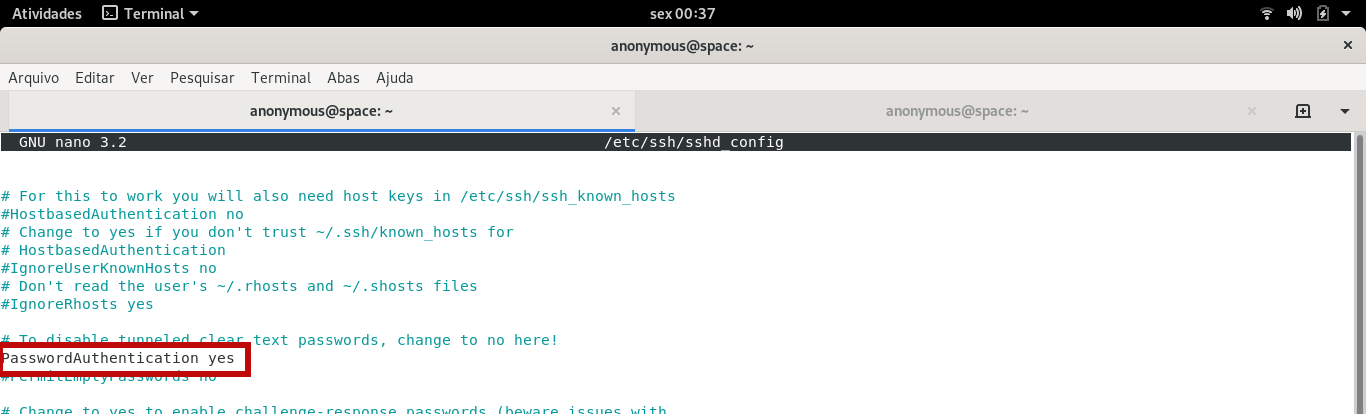 Atividades Terminal sex 00:37
anonymous@space: ~
Arquivo Editar Ver Pesquisar Terminal Abas Ajuda
anonymous@space: ~ anonymous@space: ~
GNU nano 3.2 /etc/ssh/sshd_config
# For this to work you will also need host keys in /etc/ssh/ssh_known_hosts
#HostbasedAuthentication no
# Change to yes if you don't trust ~/.ssh/known_hosts for
# HostbasedAuthentication
#IgnoreUserKnownHosts no
# Don't read the user's ~/.rhosts and ~/.shosts files
#IgnoreRhosts yes
# To disable tunneled clear text passwords, change to no here!
PasswordAuthentication yes
#PermitEmptyPasswords no
# Change to yes to enable challenge-response passwords (beware issues with